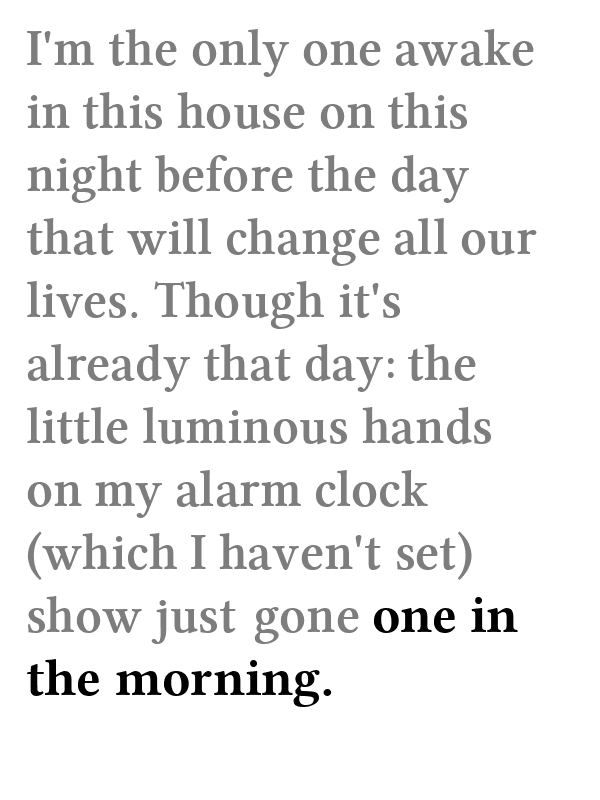 I'm the only one awake
in this house on this
night before the day
that will change all our
lives. Though it's
already that day: the
little luminous hands
on my alarm clock
(which I haven't set)
show just gone one in
the morning.